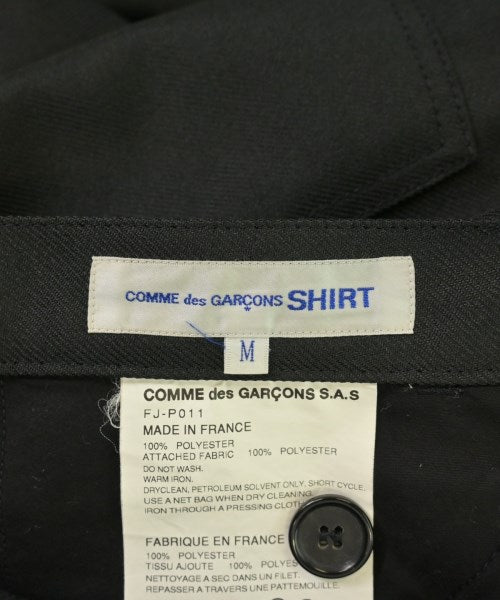 COMME des GARÇONS SHIRT
M
COMME des GARÇONS S.A.S
FJ-P011
MADE IN FRANCE
100% POLYESTER
ATTACHED FABRIC 100% POLYESTER
DO NOT WASH.
WARM IRON.
DRYCLEAN, PETROLEUM SOLVENT ONLY. SHORT CYCLE.
USE A NET BAG WHEN DRY CLEANING.
IRON THROUGH A PRESSING CLOTH
FABRIQUE EN FRANCE
100% POLYESTER
TISSU AJOUTE 100% POLYESTER
NETTOYAGE A SEC DANS UN FILET.
REPASSER A TRAVERS UNE PATTEMOUILLE.